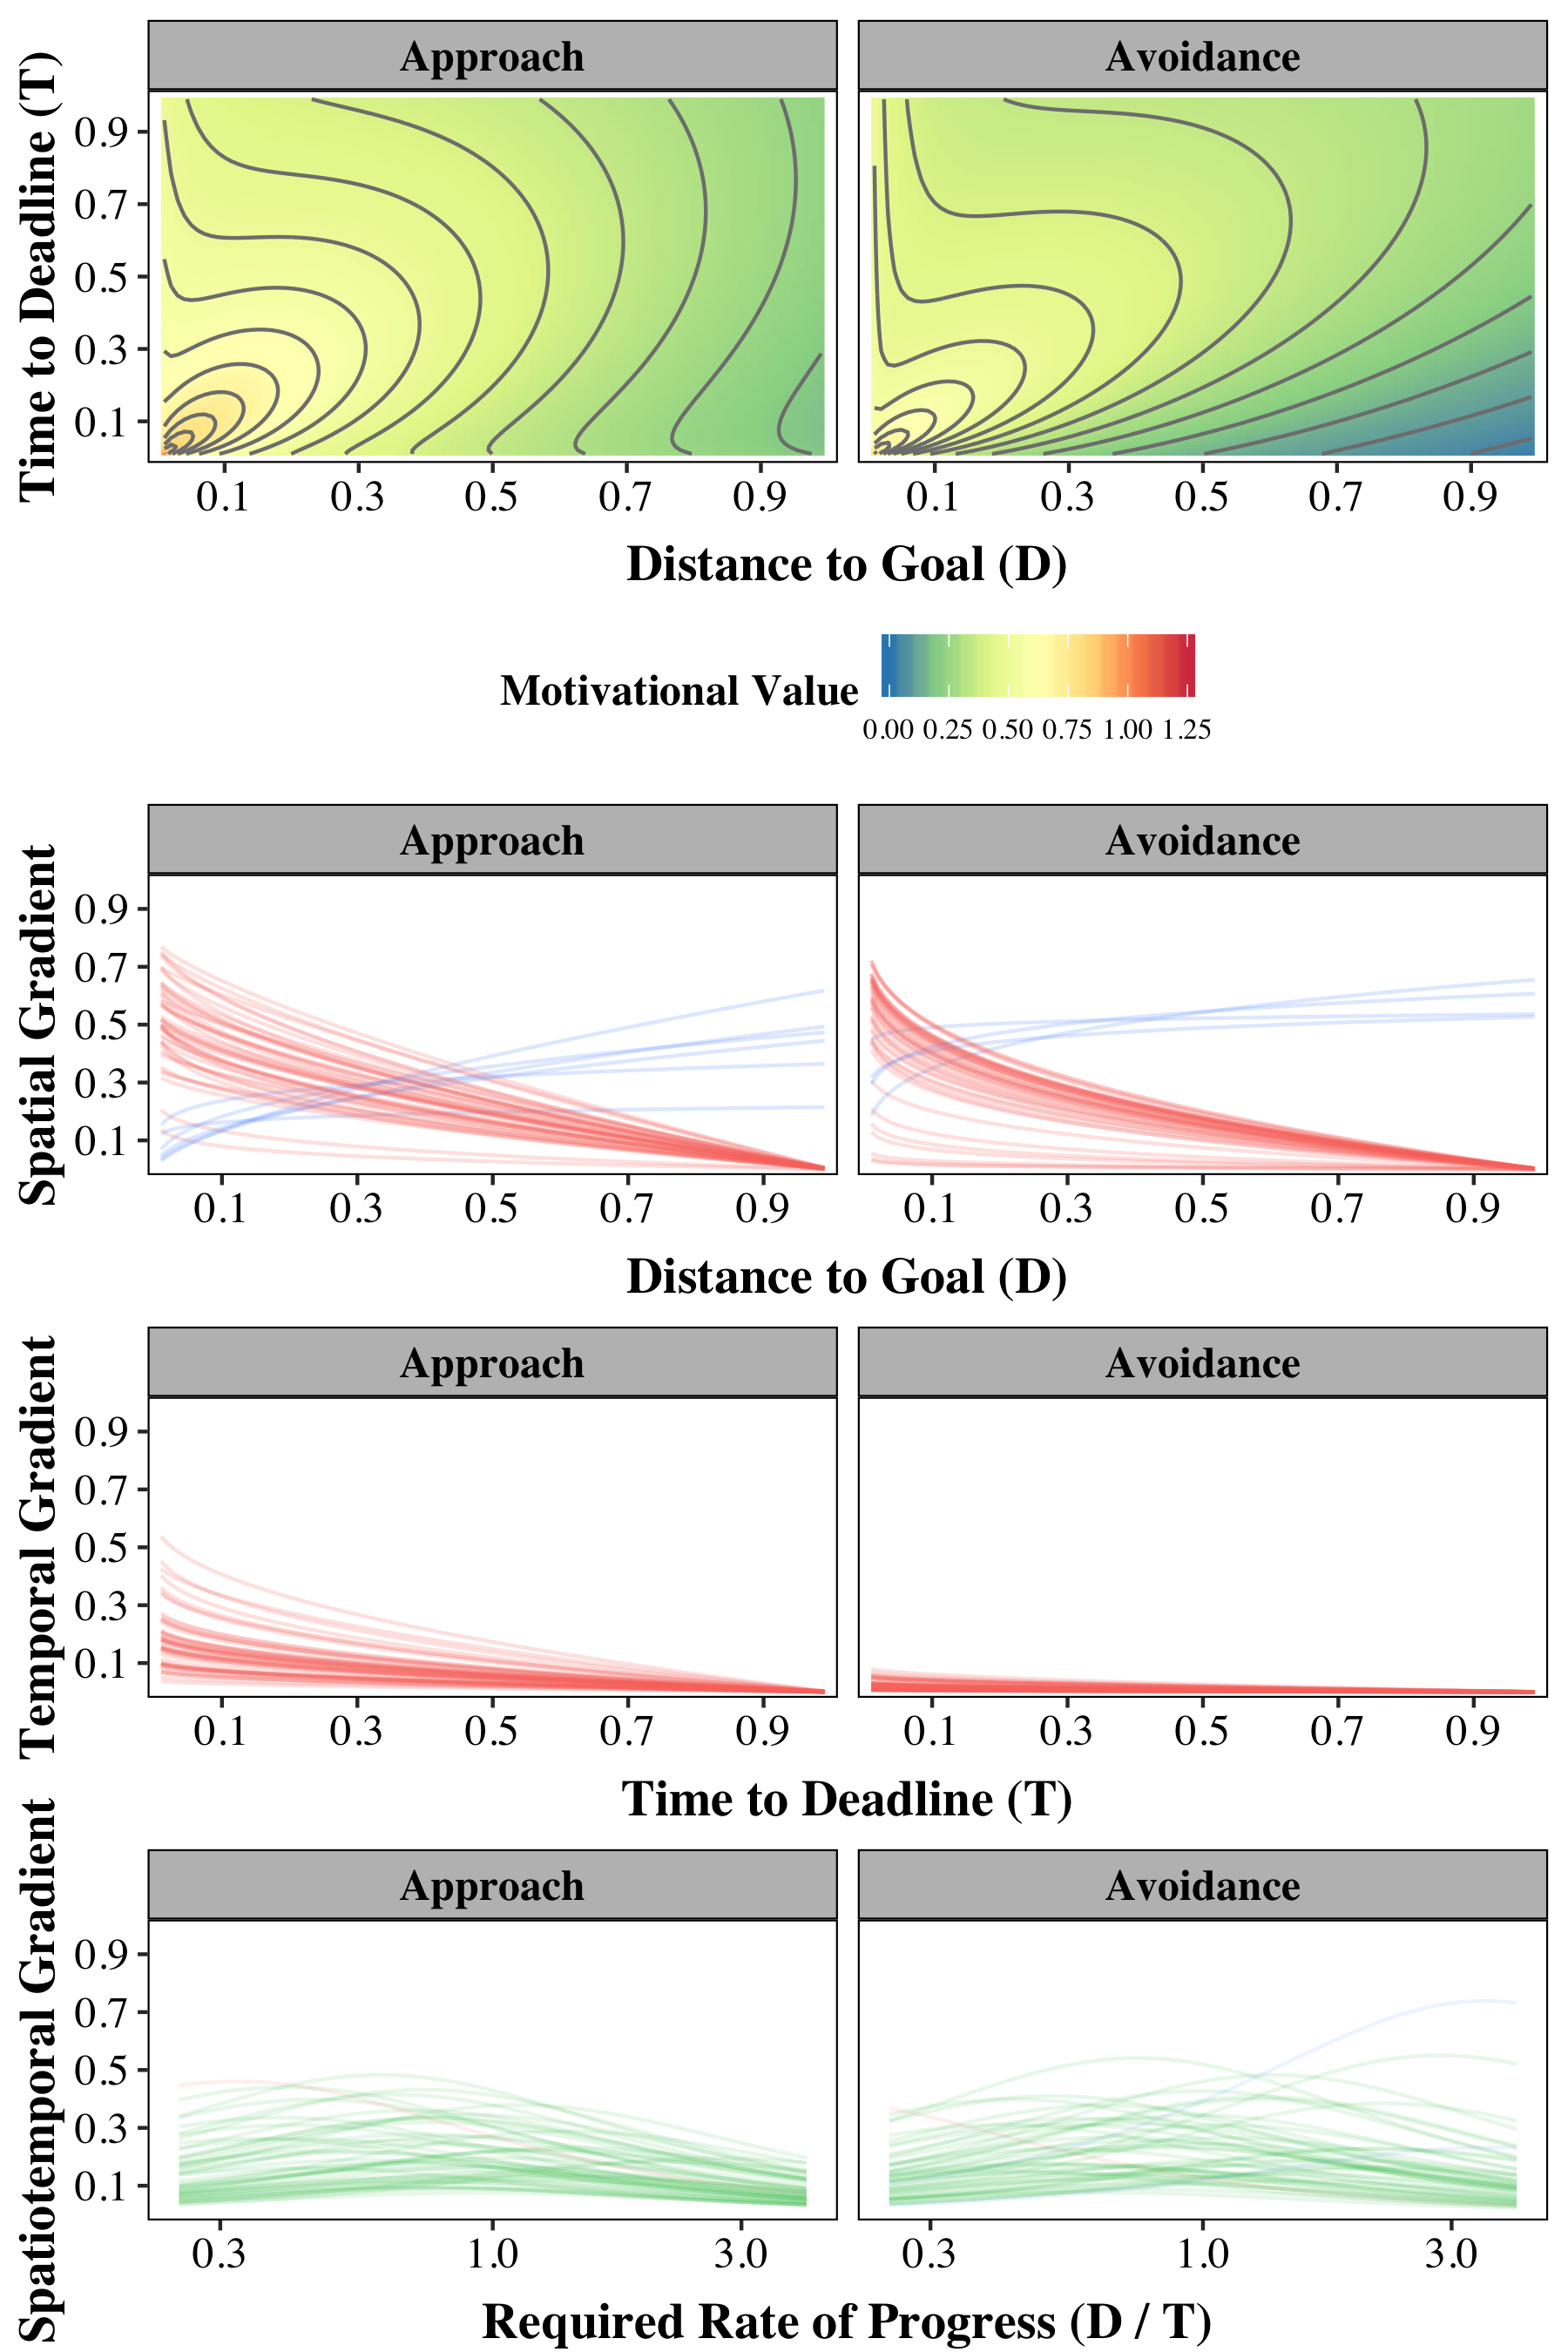 Approach
Avoidance
Time to Deadline (T)
0.9
0.7
0.5
0.3
0.1
0.1 0.3 0.5 0.7 0.9
0.1 0.3 0.5 0.7 0.9
Distance to Goal (D)
Motivational Value
0.00 0.25 0.50 0.75 1.00 1.25
Approach
Avoidance
Spatial Gradient
0.9
0.7
0.5
0.3
0.1
0.1 0.3 0.5 0.7 0.9
0.1 0.3 0.5 0.7 0.9
Distance to Goal (D)
Approach
Avoidance
Temporal Gradient
0.9
0.7
0.5
0.3
0.1
0.1 0.3 0.5 0.7 0.9
0.1 0.3 0.5 0.7 0.9
Time to Deadline (T)
Approach
Avoidance
Spatiotemporal Gradient
0.9
0.7
0.5
0.3
0.1
0.3 1.0 3.0
0.3 1.0 3.0
Required Rate of Progress (D / T)